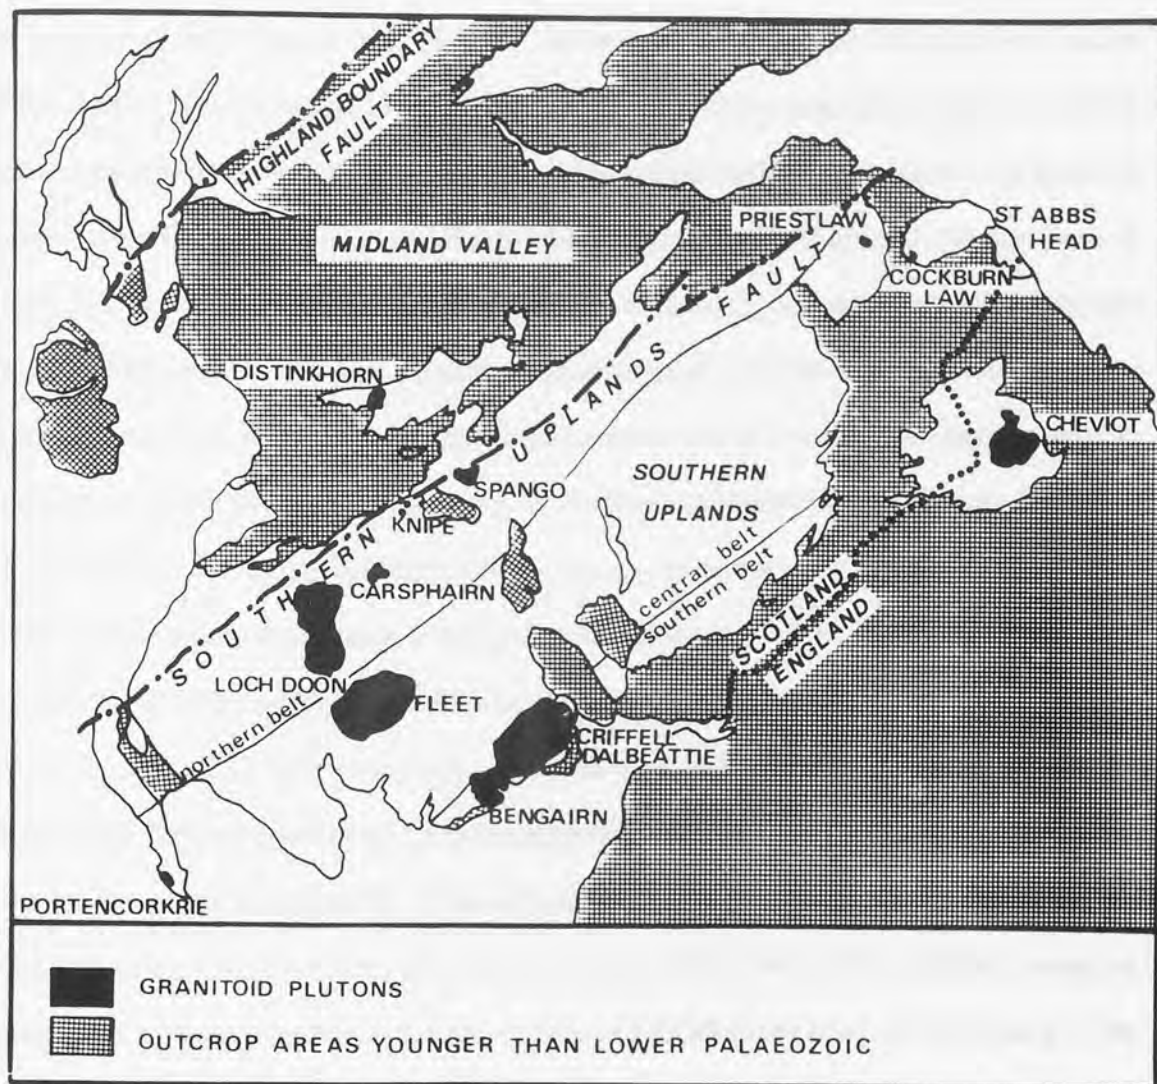 HIGHLAND BOUNDARY
FAULT
MIDLAND VALLEY
PRIESTLAW
ST ABBS
HEAD
COCKBURN
LAW
DISTINKHORN
SOUTHERN UPLANDS FAULT
CHEVIOT
SPANGO
KNIPE
SOUTHERN
UPLANDS
CARSPHAIRN
central belt
southern belt
SCOTLAND
ENGLAND
LOCH DOON
FLEET
northern belt
CRIFFELL
DALBEATTIE
BENGAIRN
PORTENCORKRIE
GRANITOID PLUTONS
OUTCROP AREAS YOUNGER THAN LOWER PALAEOZOIC